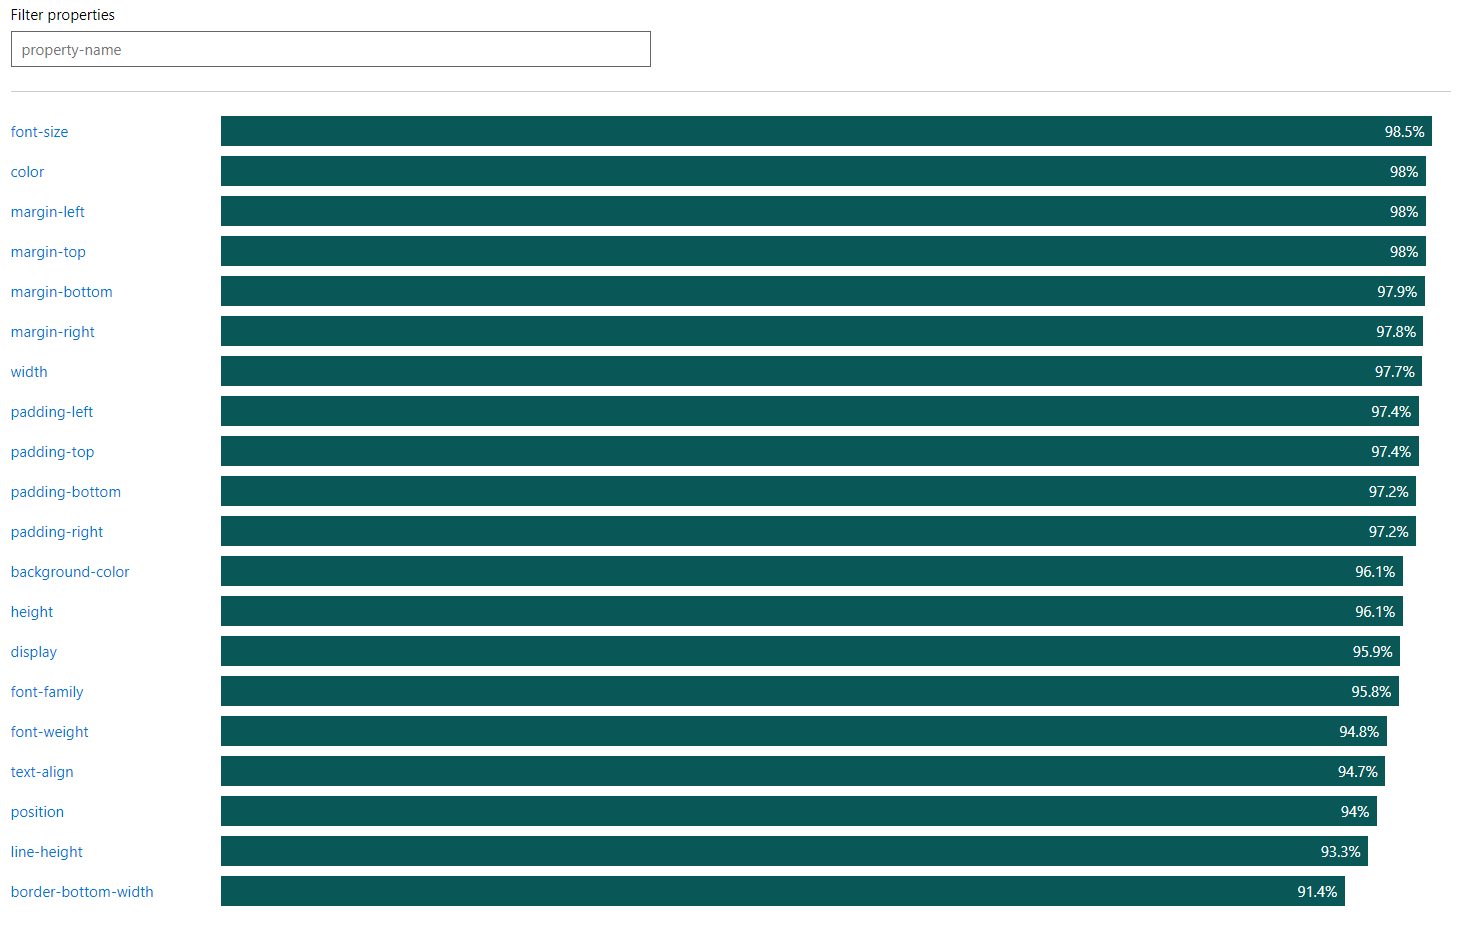 Filter properties
property-name
font-size 98.5%
color 98%
margin-left 98%
margin-top 98%
margin-bottom 97.9%
margin-right 97.8%
width 97.7%
padding-left 97.4%
padding-top 97.4%
padding-bottom 97.2%
padding-right 97.2%
background-color 96.1%
height 96.1%
display 95.9%
font-family 95.8%
font-weight 94.8%
text-align 94.7%
position 94%
line-height 93.3%
border-bottom-width 91.4%